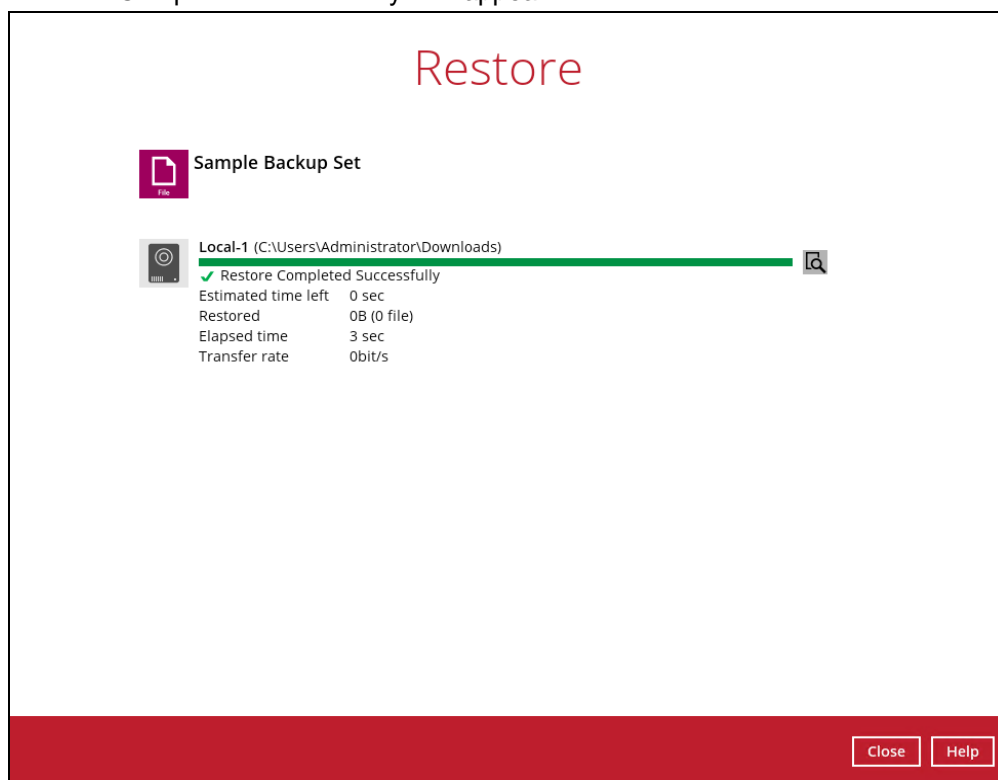 Restore
Sample Backup Set
File
Local-1 (C:\Users\Administrator\Downloads)
Restore Completed Successfully
Estimated time left 0 sec
Restored 0B (0 file)
Elapsed time 3 sec
Transfer rate 0bit/s
Close Help